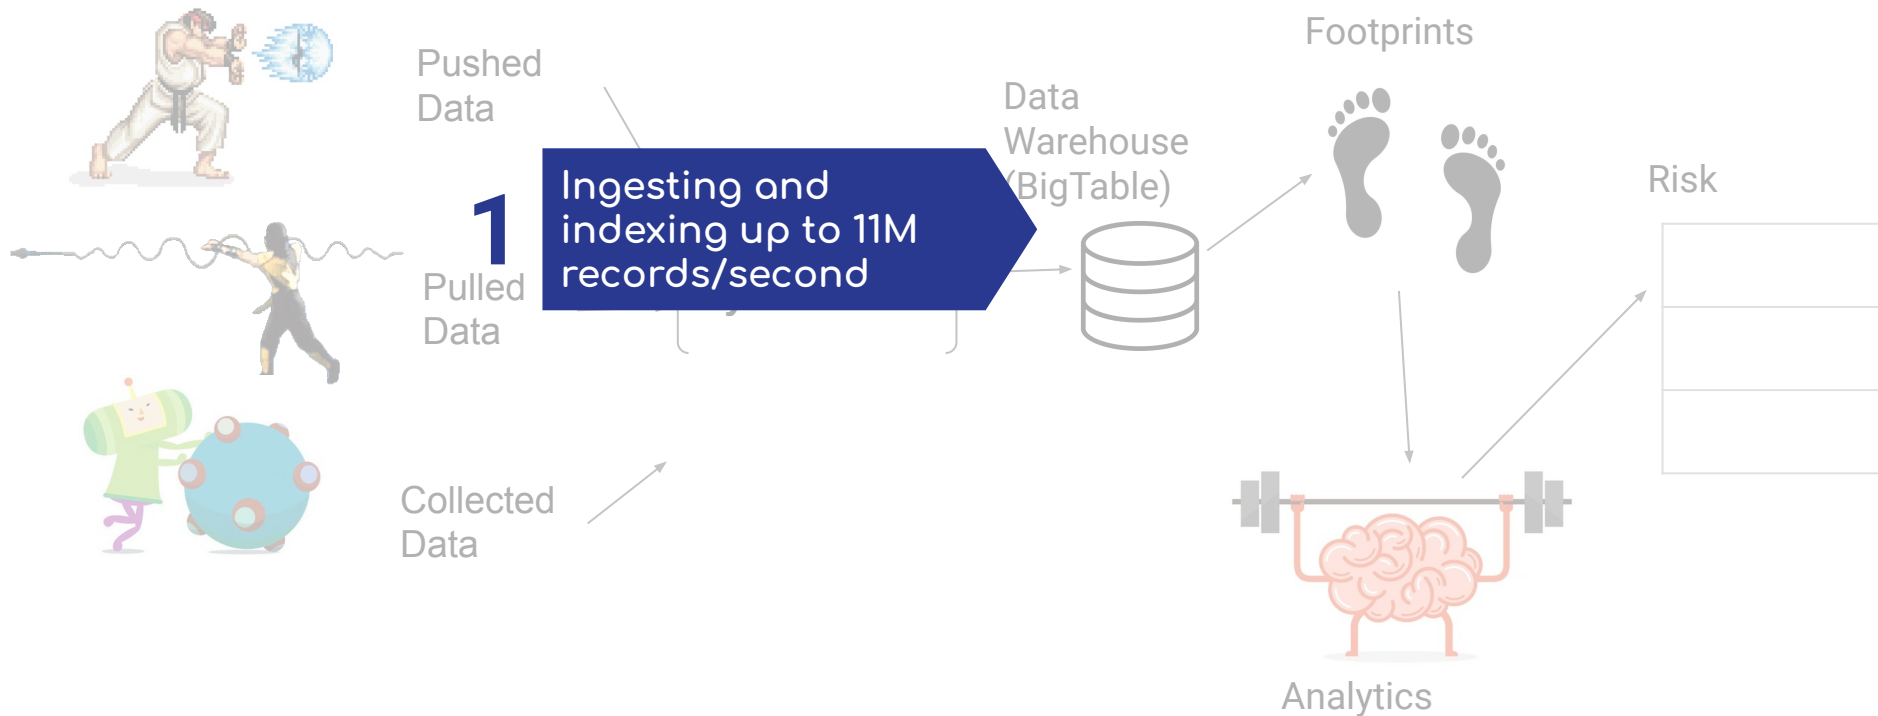 Pushed
Data
1
Ingesting and
indexing up to 11M
records/second
Pulled
Data
Collected
Data
Data
Warehouse
(BigTable)
Footprints
Risk
Analytics